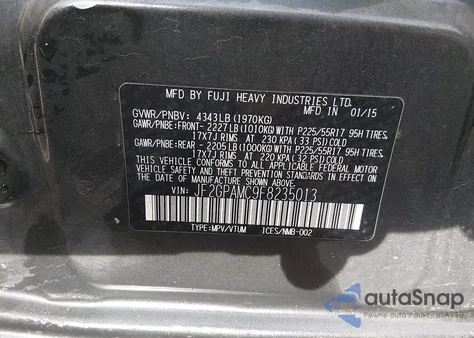 MFD BY FUJI HEAVY INDUSTRIES LTD.
GVWR/PNBV: 4343LB (1970KG) MFD IN 01/15
GAWR/PNBE:FRONT- 2227LB(1010KG)WITH P225/55R17 95H TIRES,
17X7J RIMS AT 230 KPA (33 PSI)COLD
GAWR/PNBE:REAR - 2205LB(1000KG)WITH P225/55R17 95H TIRES,
17X7J RIMS AT 220 KPA (32 PSI)COLD
THIS VEHICLE CONFORMS TO ALL APPLICABLE
FEDERAL MOTOR VEHICLE SAFETY, BUMPER, AND
THEFT PREVENTION STANDARDS IN EFFECT ON
THE DATE OF MANUFACTURE SHOWN ABOVE.
VIN: JF2GPAMC9F8235013
TYPE:MPV/VTUM ICES/NMB-002
autoSnap